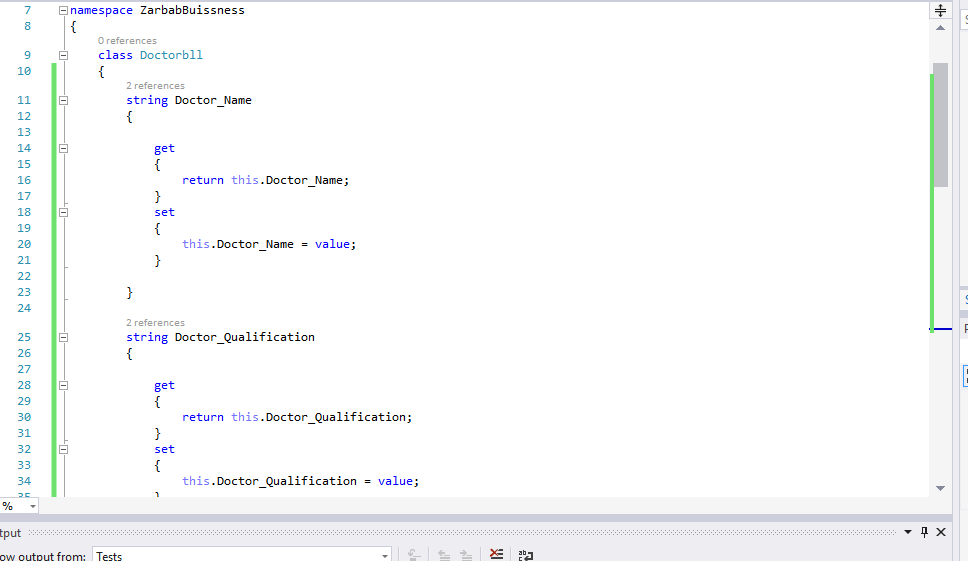 7 namespace ZarbabBuissness
8 {
0 references
9 class Doctorbll
10 {
2 references
11 string Doctor_Name
12 {
13
14 get
15 {
16 return this.Doctor_Name;
17 }
18 set
19 {
20 this.Doctor_Name = value;
21 }
22
23 }
24
2 references
25 string Doctor_Qualification
26 {
27
28 get
29 {
30 return this.Doctor_Qualification;
31 }
32 set
33 {
34 this.Doctor_Qualification = value;
35 }
%
tput
ow output from: Tests